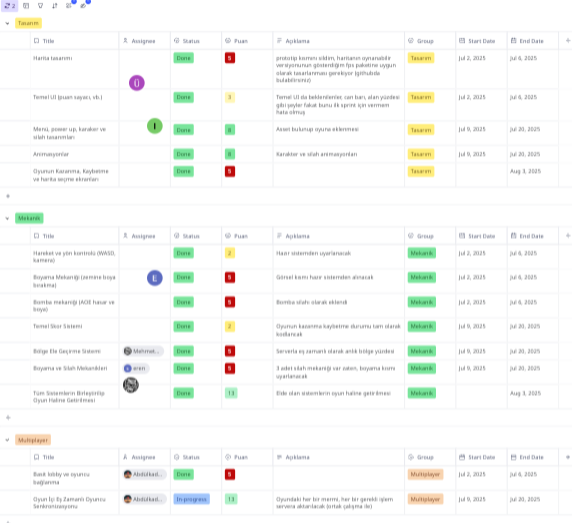 2
Tasarım
Title Assignee Status Puan Açıklama Group Start Date End Date
Harita tasarımı Done 5 prototip kısmını sildim, haritanın oynanabilir Tasarım Jul 2, 2025 Jul 6, 2025
versiyonunun gösterdiğim fps paketine uygun
olarak tasarlanması gerekiyor (githubda
bulabilirsiniz)
Ü
Temel UI (puan sayacı, vb.) Done 3 Temel UI da beklenilenler, can barı, alan yüzdesi Tasarım Jul 2, 2025 Jul 6, 2025
gibi şeyler fakat bunu ilk sprint için vermem
hata olmuş
I
Menü, power up, karakter ve Done 8 Asset bulunup oyuna eklenmesi Tasarım Jul 9, 2025 Jul 20, 2025
silah tasarımları
Animasyonlar Done 8 Karakter ve silah animasyonları Tasarım Jul 9, 2025 Jul 20, 2025
Oyunun Kazanma, Kaybetme Done 5 Tasarım Aug 3, 2025
ve harita seçme ekranları
Mekanik
Title Assignee Status Puan Açıklama Group Start Date End Date
Hareket ve yön kontrolü (WASD, Done 2 Hazır sistemden uyarlanacak Mekanik Jul 2, 2025 Jul 6, 2025
kamera)
Boyama Mekaniği (zemine boya E Done 5 Görsel kısmı hazır sistemden alınacak Mekanik Jul 2, 2025 Jul 6, 2025
bırakma)
Bomba mekaniği (AOE hasar ve Done 5 Bomba silahı olarak eklendi Mekanik Jul 2, 2025 Jul 6, 2025
boya)
Temel Skor Sistemi Done 2 Oyunun kazanma kaybetme durumu tam olarak Mekanik Jul 9, 2025 Jul 20, 2025
kodlancak
Bölge Ele Geçirme Sistemi Mehmet... Done 5 Serverla eş zamanlı olarak anlık bölge yüzdesi Mekanik Jul 9, 2025 Jul 20, 2025
Boyama ve Silah Mekanikleri eren Done 5 3 adet silah mekaniği var zaten, boyama kısmı Mekanik Jul 9, 2025 Jul 20, 2025
uyarlanacak
Tüm Sistemlerin Birleştirilip Done 13 Elde olan sistemlerin oyun haline getirilmesi Mekanik Aug 3, 2025
Oyun Haline Getirilmesi
Multiplayer
Title Assignee Status Puan Açıklama Group Start Date End Date
Basit lobby ve oyuncu Abdülkad... Done 5 Multiplayer Jul 2, 2025 Jul 6, 2025
bağlanma
Oyun İçi Eş Zamanlı Oyuncu Abdülkad... In-progress 13 Oyundaki her bir mermi, her bir gerekli işlem Multiplayer Jul 9, 2025 Jul 20, 2025
Senkronizasyonu servera aktarılacak (ortak çalışma ile)